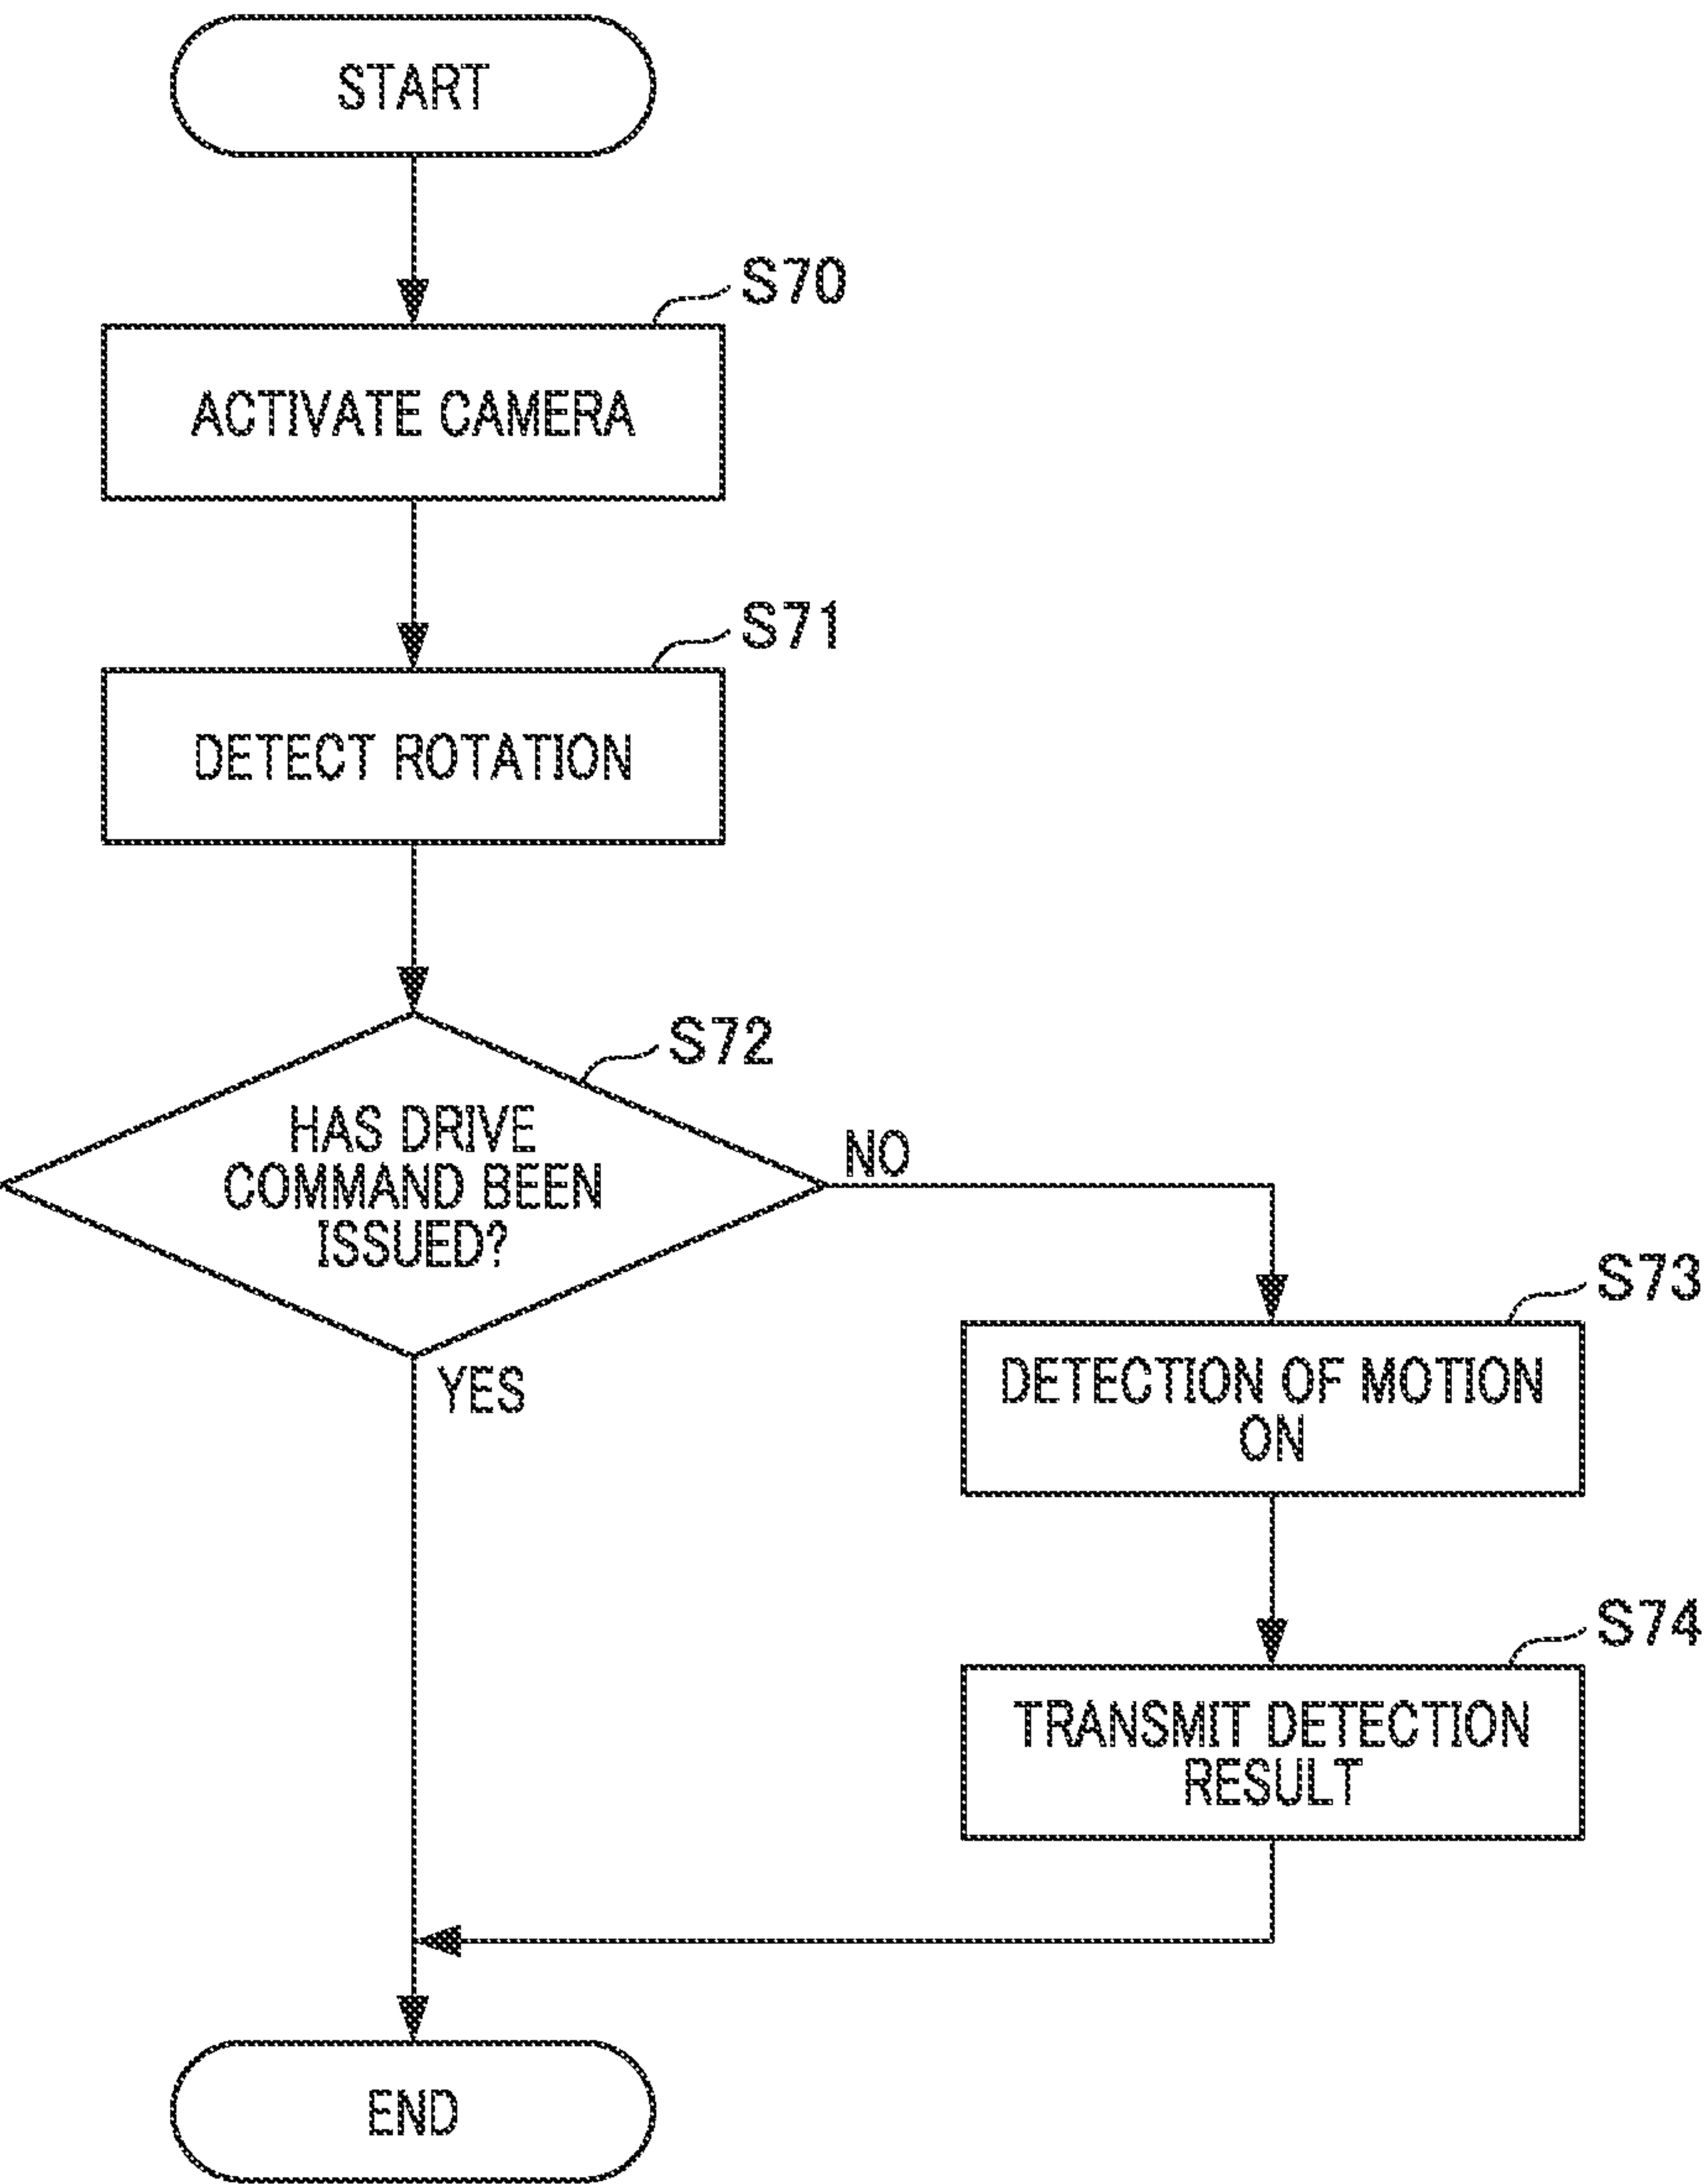 START
S70
ACTIVATE CAMERA
S71
DETECT ROTATION
S72
HAS DRIVE
COMMAND BEEN
ISSUED?
NO
YES
S73
DETECTION OF MOTION
ON
S74
TRANSMIT DETECTION
RESULT
END